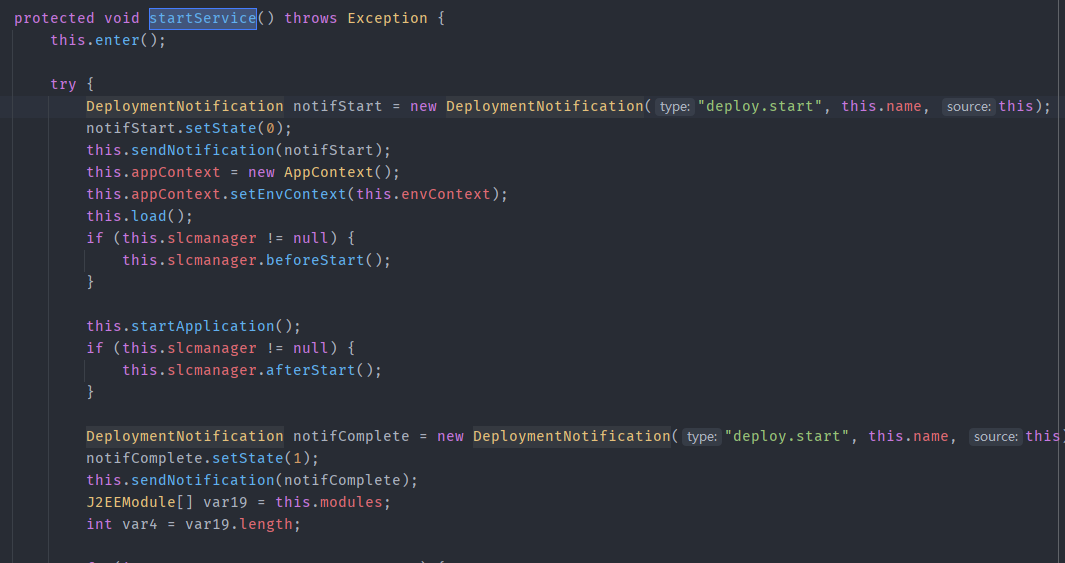 protected void startService() throws Exception {
this.enter();
try {
DeploymentNotification notifStart = new DeploymentNotification( type: "deploy.start", this.name, source: this);
notifStart.setState(0);
this.sendNotification(notifStart);
this.appContext = new AppContext();
this.appContext.setEnvContext(this.envContext);
this.load();
if (this.slcmanager != null) {
this.slcmanager.beforeStart();
}
this.startApplication();
if (this.slcmanager != null) {
this.slcmanager.afterStart();
}
DeploymentNotification notifComplete = new DeploymentNotification( type: "deploy.start", this.name, source: this)
notifComplete.setState(1);
this.sendNotification(notifComplete);
J2EEModule[] var19 = this.modules;
int var4 = var19.length;